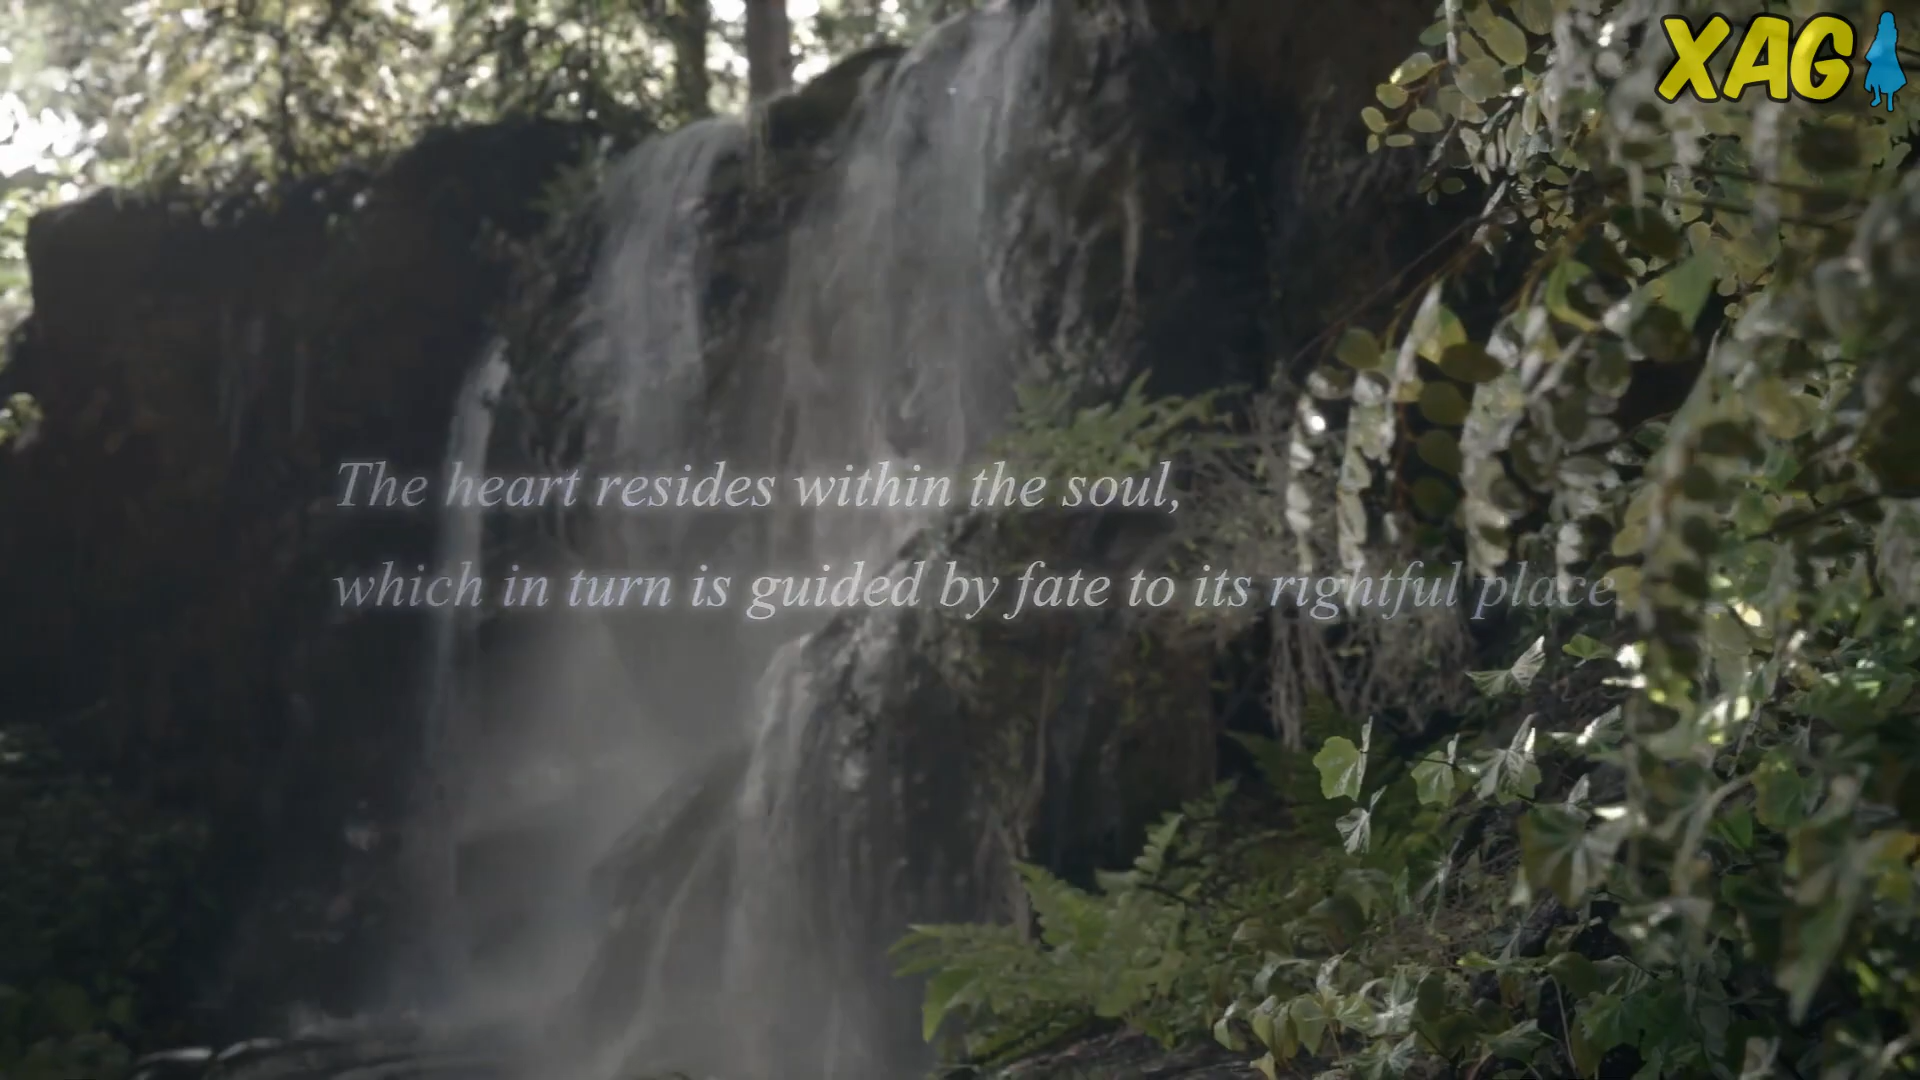 XAG
The heart resides within the soul,
which in turn is guided by fate to its rightful place